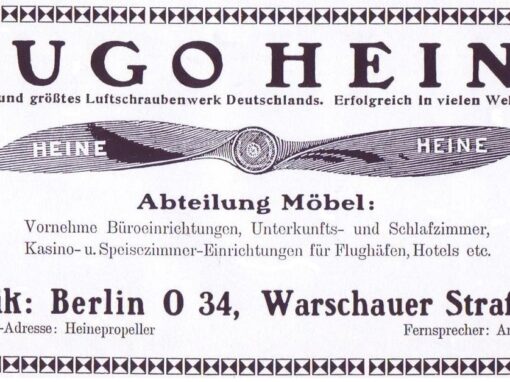 UGO HEIN
und größtes Luftschraubenwerk Deutschlands. Erfolgreich in vielen Wel
HEINE HEINE
Abteilung Möbel:
Vornehme Büroeinrichtungen, Unterkunfts- und Schlafzimmer,
Kasino- u. Speisezimmer-Einrichtungen für Flughäfen, Hotels etc.
ik: Berlin O 34, Warschauer Straf
-Adresse: Heinepropeller Fernsprecher: An